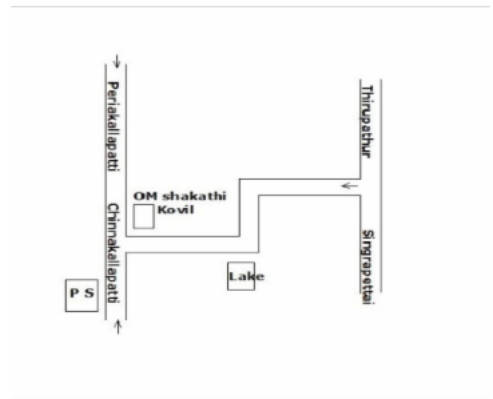 Periakallapatti
Thirupathur
OM shakathi
Kovil
Chinnakallapatti
Singrapettai
Lake
P S